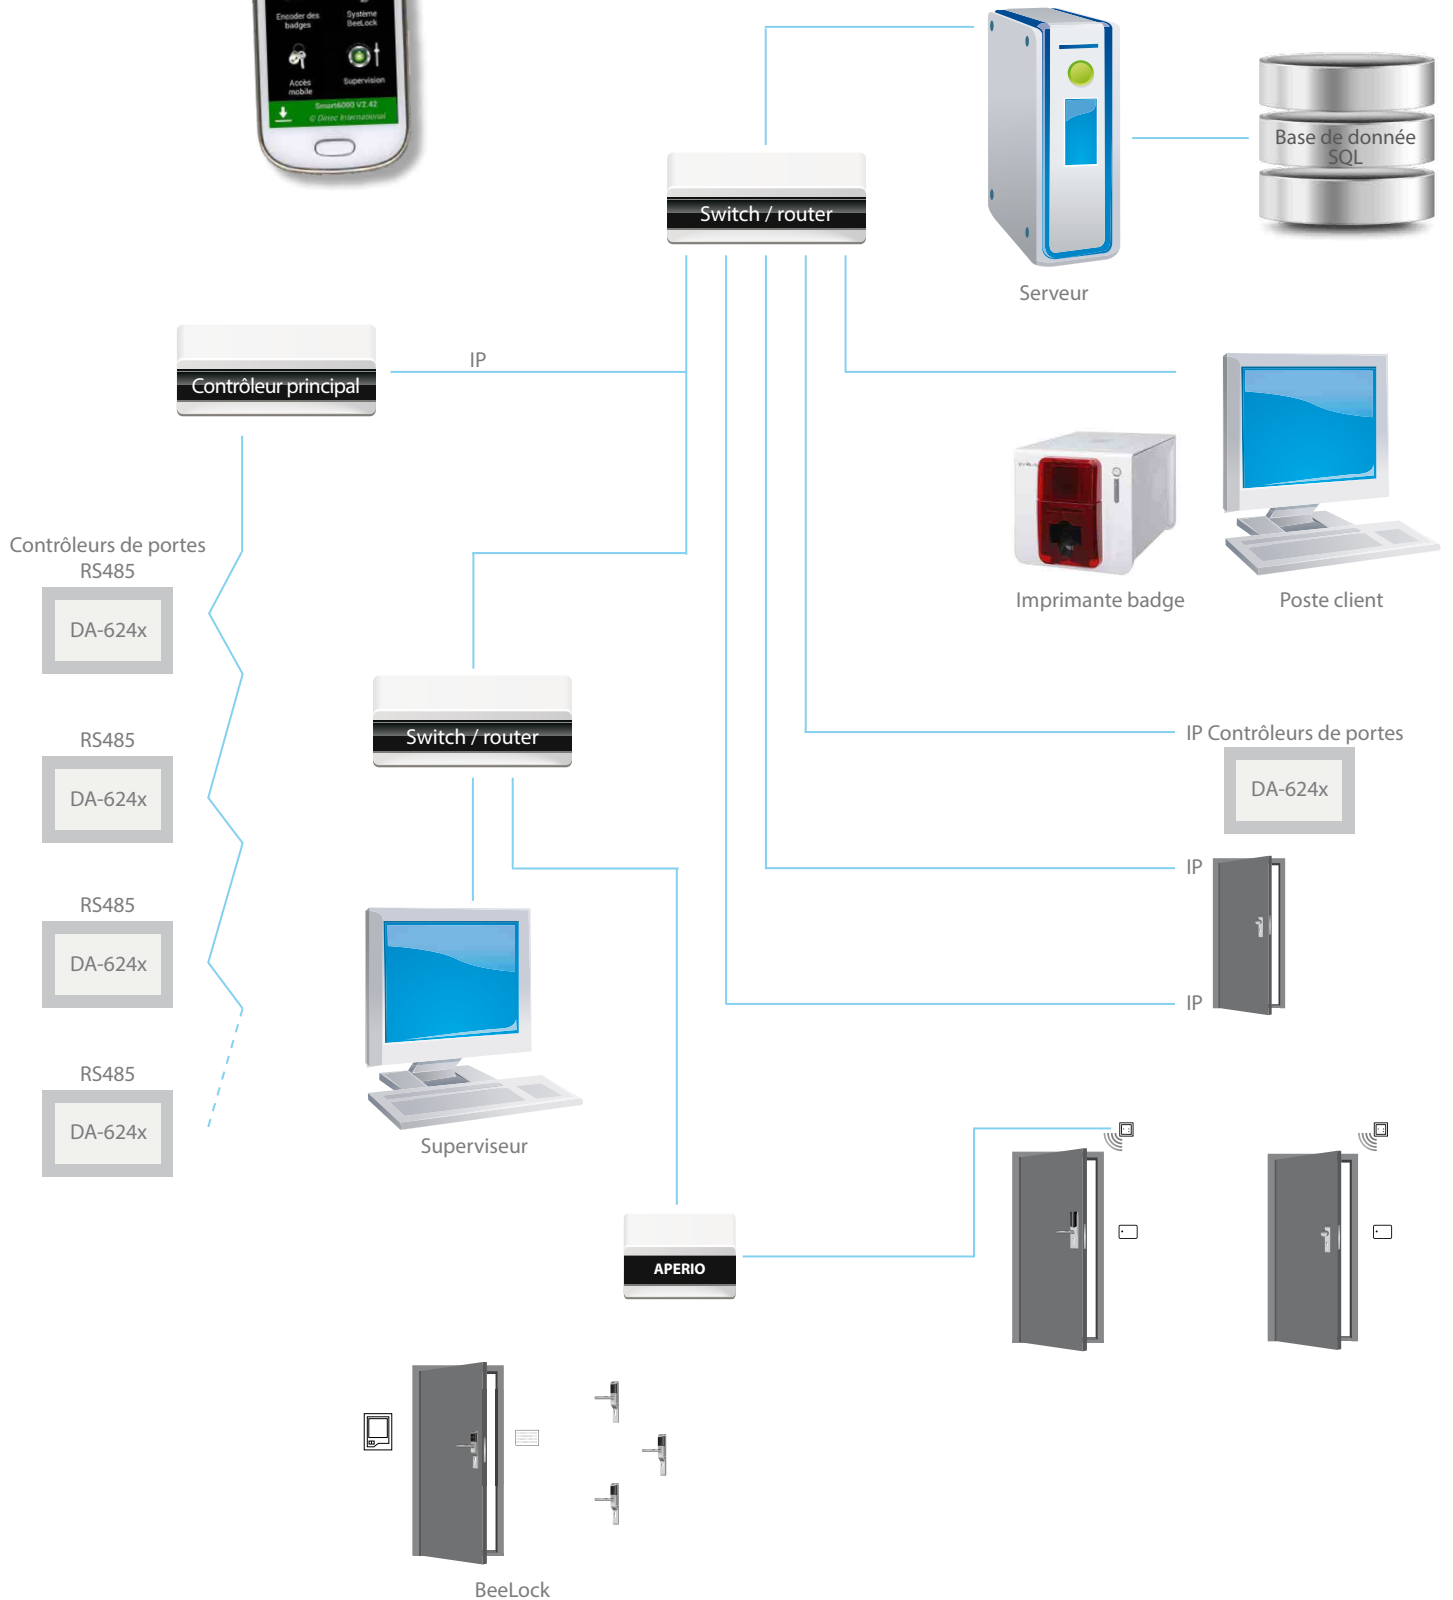 Encoder des
badges
Système
BeeLock
Accès
mobile
Supervision
Smart6000 V2.42
© Dirrec International
Base de donnée
SQL
Switch / router
Serveur
Contrôleur principal
IP
Imprimante badge
Poste client
Contrôleurs de portes
RS485
DA-624x
RS485
DA-624x
RS485
DA-624x
RS485
DA-624x
Switch / router
Superviseur
IP Contrôleurs de portes
DA-624x
IP
IP
APERIO
BeeLock